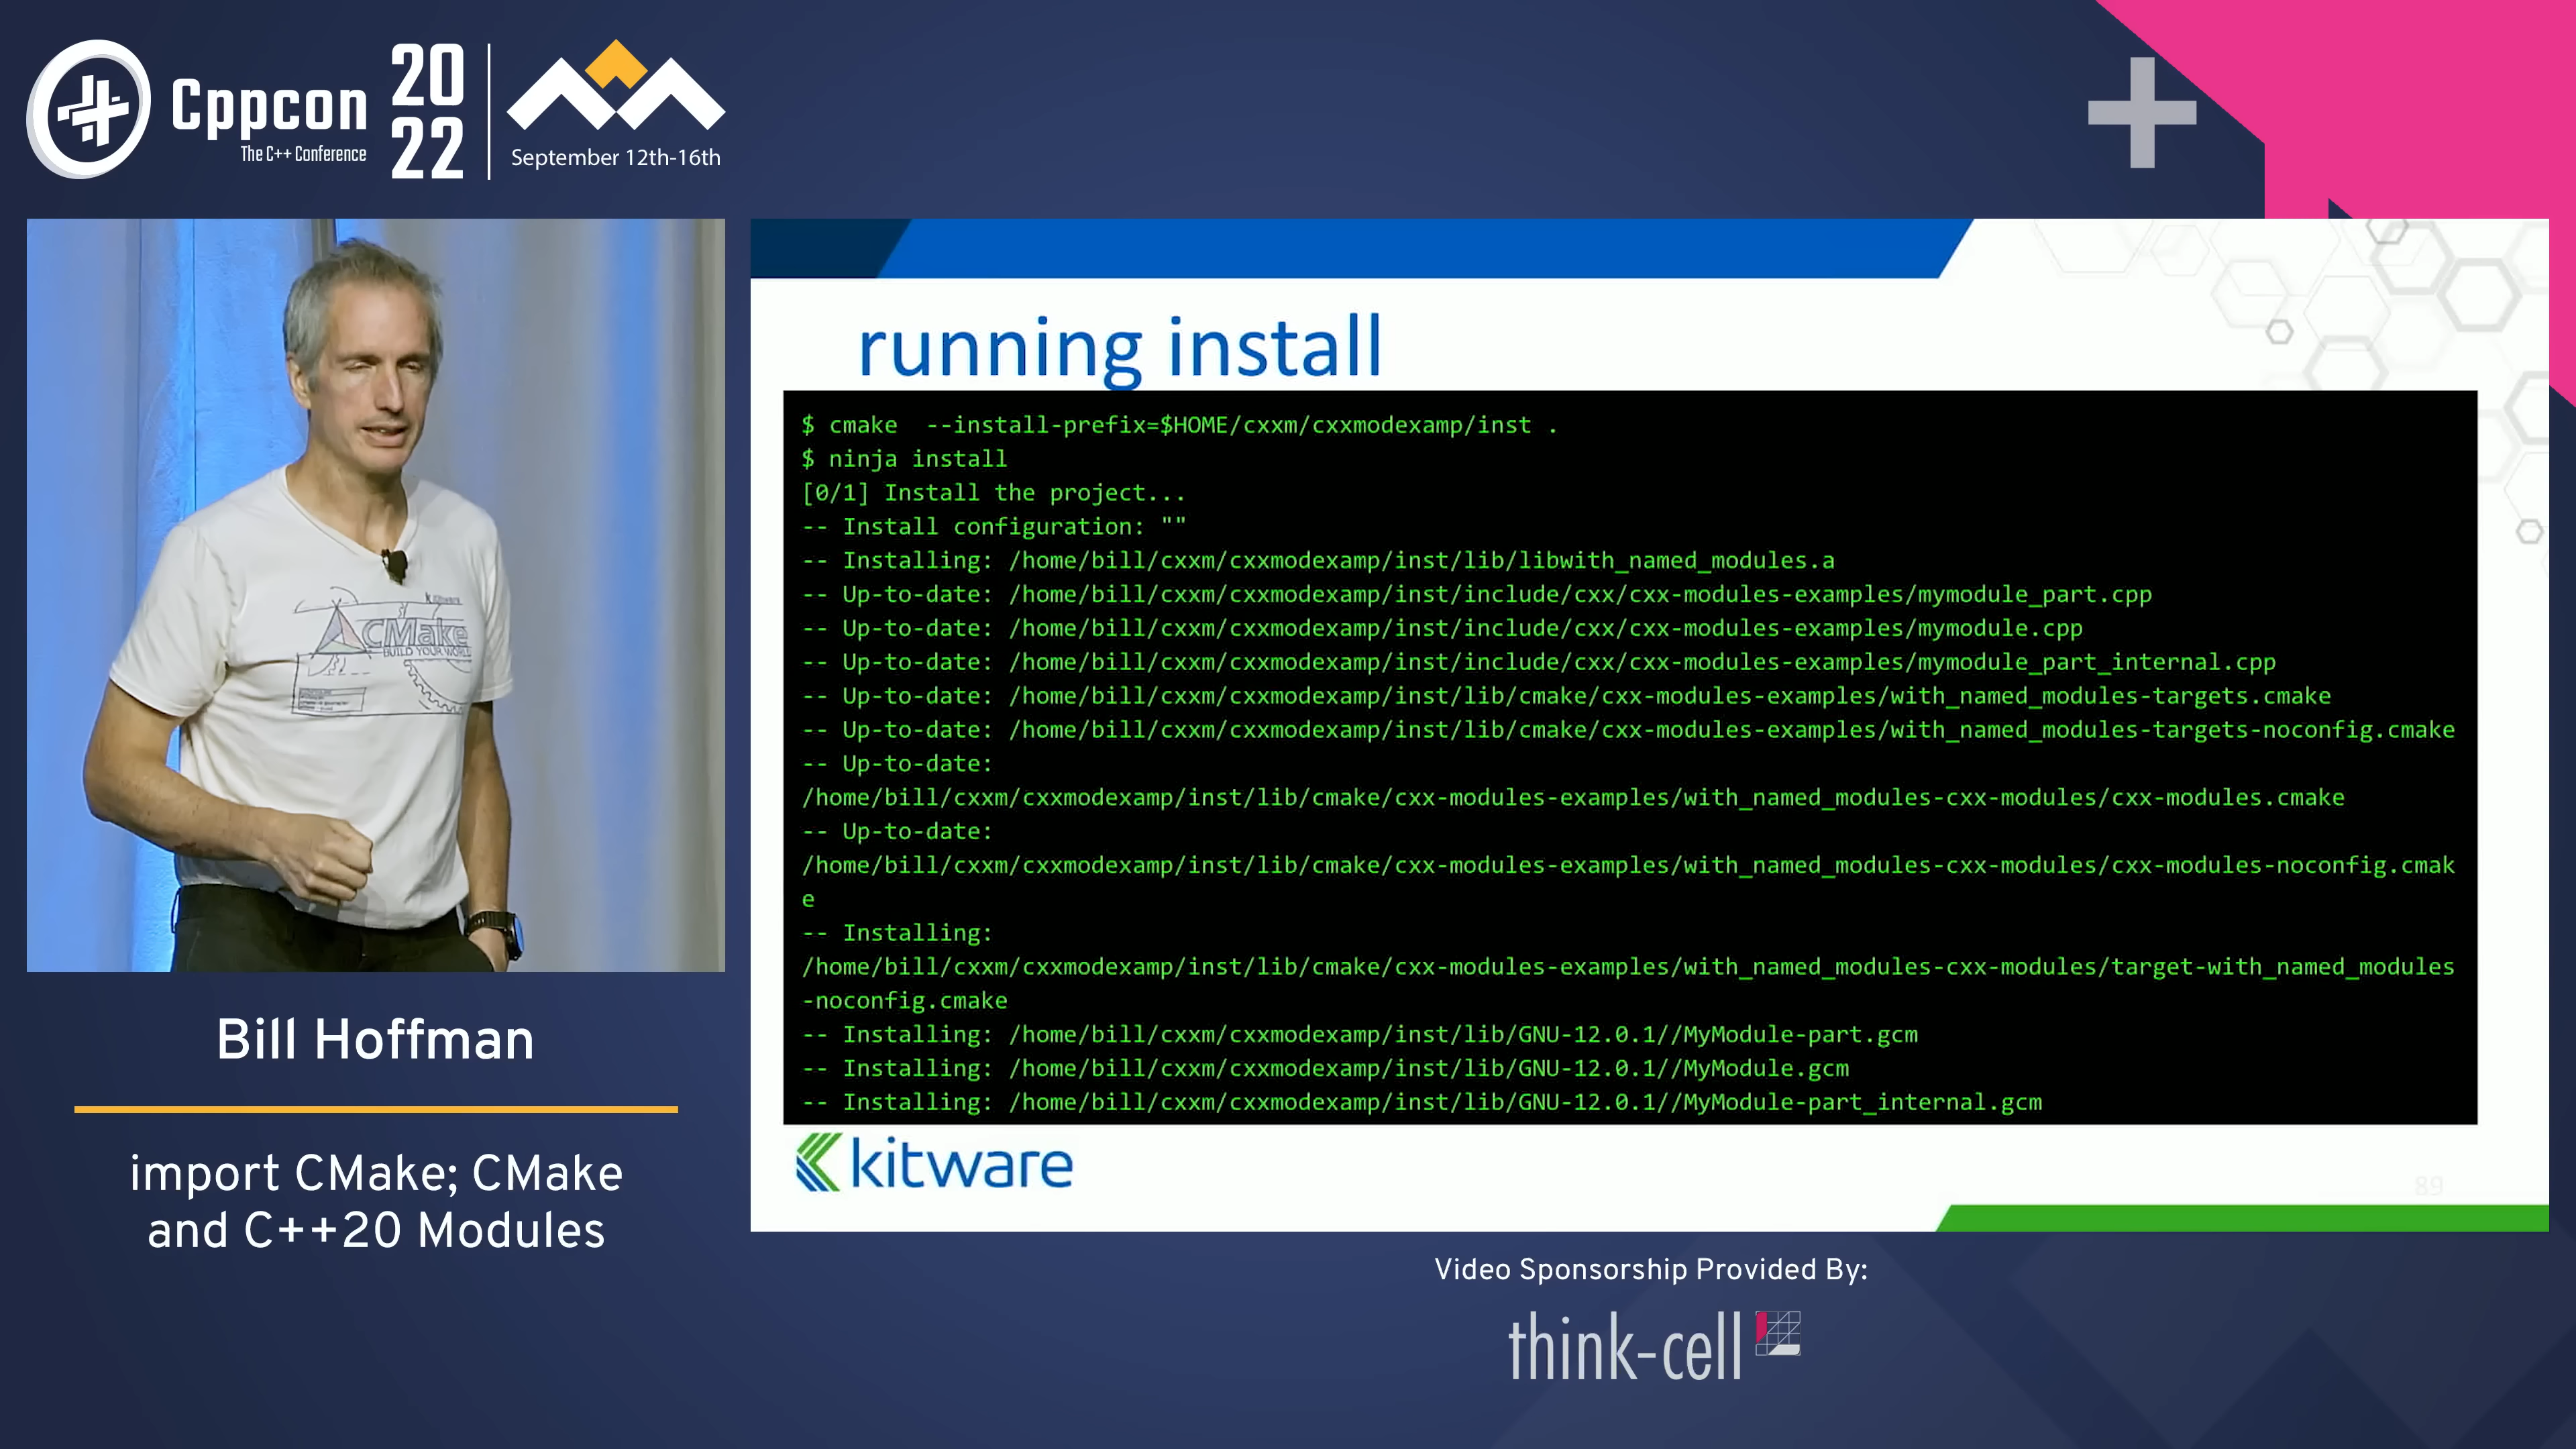 Cppcon
The C++ Conference
20
22
September 12th-16th
running install
$ cmake  --install-prefix=$HOME/cxxm/cxxmodexamp/inst .
$ ninja install
[0/1] Install the project...
-- Install configuration: ""
-- Installing: /home/bill/cxxm/cxxmodexamp/inst/lib/libwith_named_modules.a
-- Up-to-date: /home/bill/cxxm/cxxmodexamp/inst/include/cxx/cxx-modules-examples/mymodule_part.cpp
-- Up-to-date: /home/bill/cxxm/cxxmodexamp/inst/include/cxx/cxx-modules-examples/mymodule.cpp
-- Up-to-date: /home/bill/cxxm/cxxmodexamp/inst/include/cxx/cxx-modules-examples/mymodule_part_internal.cpp
-- Up-to-date: /home/bill/cxxm/cxxmodexamp/inst/lib/cmake/cxx-modules-examples/with_named_modules-targets.cmake
-- Up-to-date: /home/bill/cxxm/cxxmodexamp/inst/lib/cmake/cxx-modules-examples/with_named_modules-targets-noconfig.cmake
-- Up-to-date:
/home/bill/cxxm/cxxmodexamp/inst/lib/cmake/cxx-modules-examples/with_named_modules-cxx-modules/cxx-modules.cmake
-- Up-to-date:
/home/bill/cxxm/cxxmodexamp/inst/lib/cmake/cxx-modules-examples/with_named_modules-cxx-modules/cxx-modules-noconfig.cmak
e
-- Installing:
/home/bill/cxxm/cxxmodexamp/inst/lib/cmake/cxx-modules-examples/with_named_modules-cxx-modules/target-with_named_modules
-noconfig.cmake
-- Installing: /home/bill/cxxm/cxxmodexamp/inst/lib/GNU-12.0.1//MyModule-part.gcm
-- Installing: /home/bill/cxxm/cxxmodexamp/inst/lib/GNU-12.0.1//MyModule.gcm
-- Installing: /home/bill/cxxm/cxxmodexamp/inst/lib/GNU-12.0.1//MyModule-part_internal.gcm
kitware
89
kitware
CMake
BUILD YOUR WORLD
Bill Hoffman
import CMake; CMake
and C++20 Modules
Video Sponsorship Provided By:
think-cell